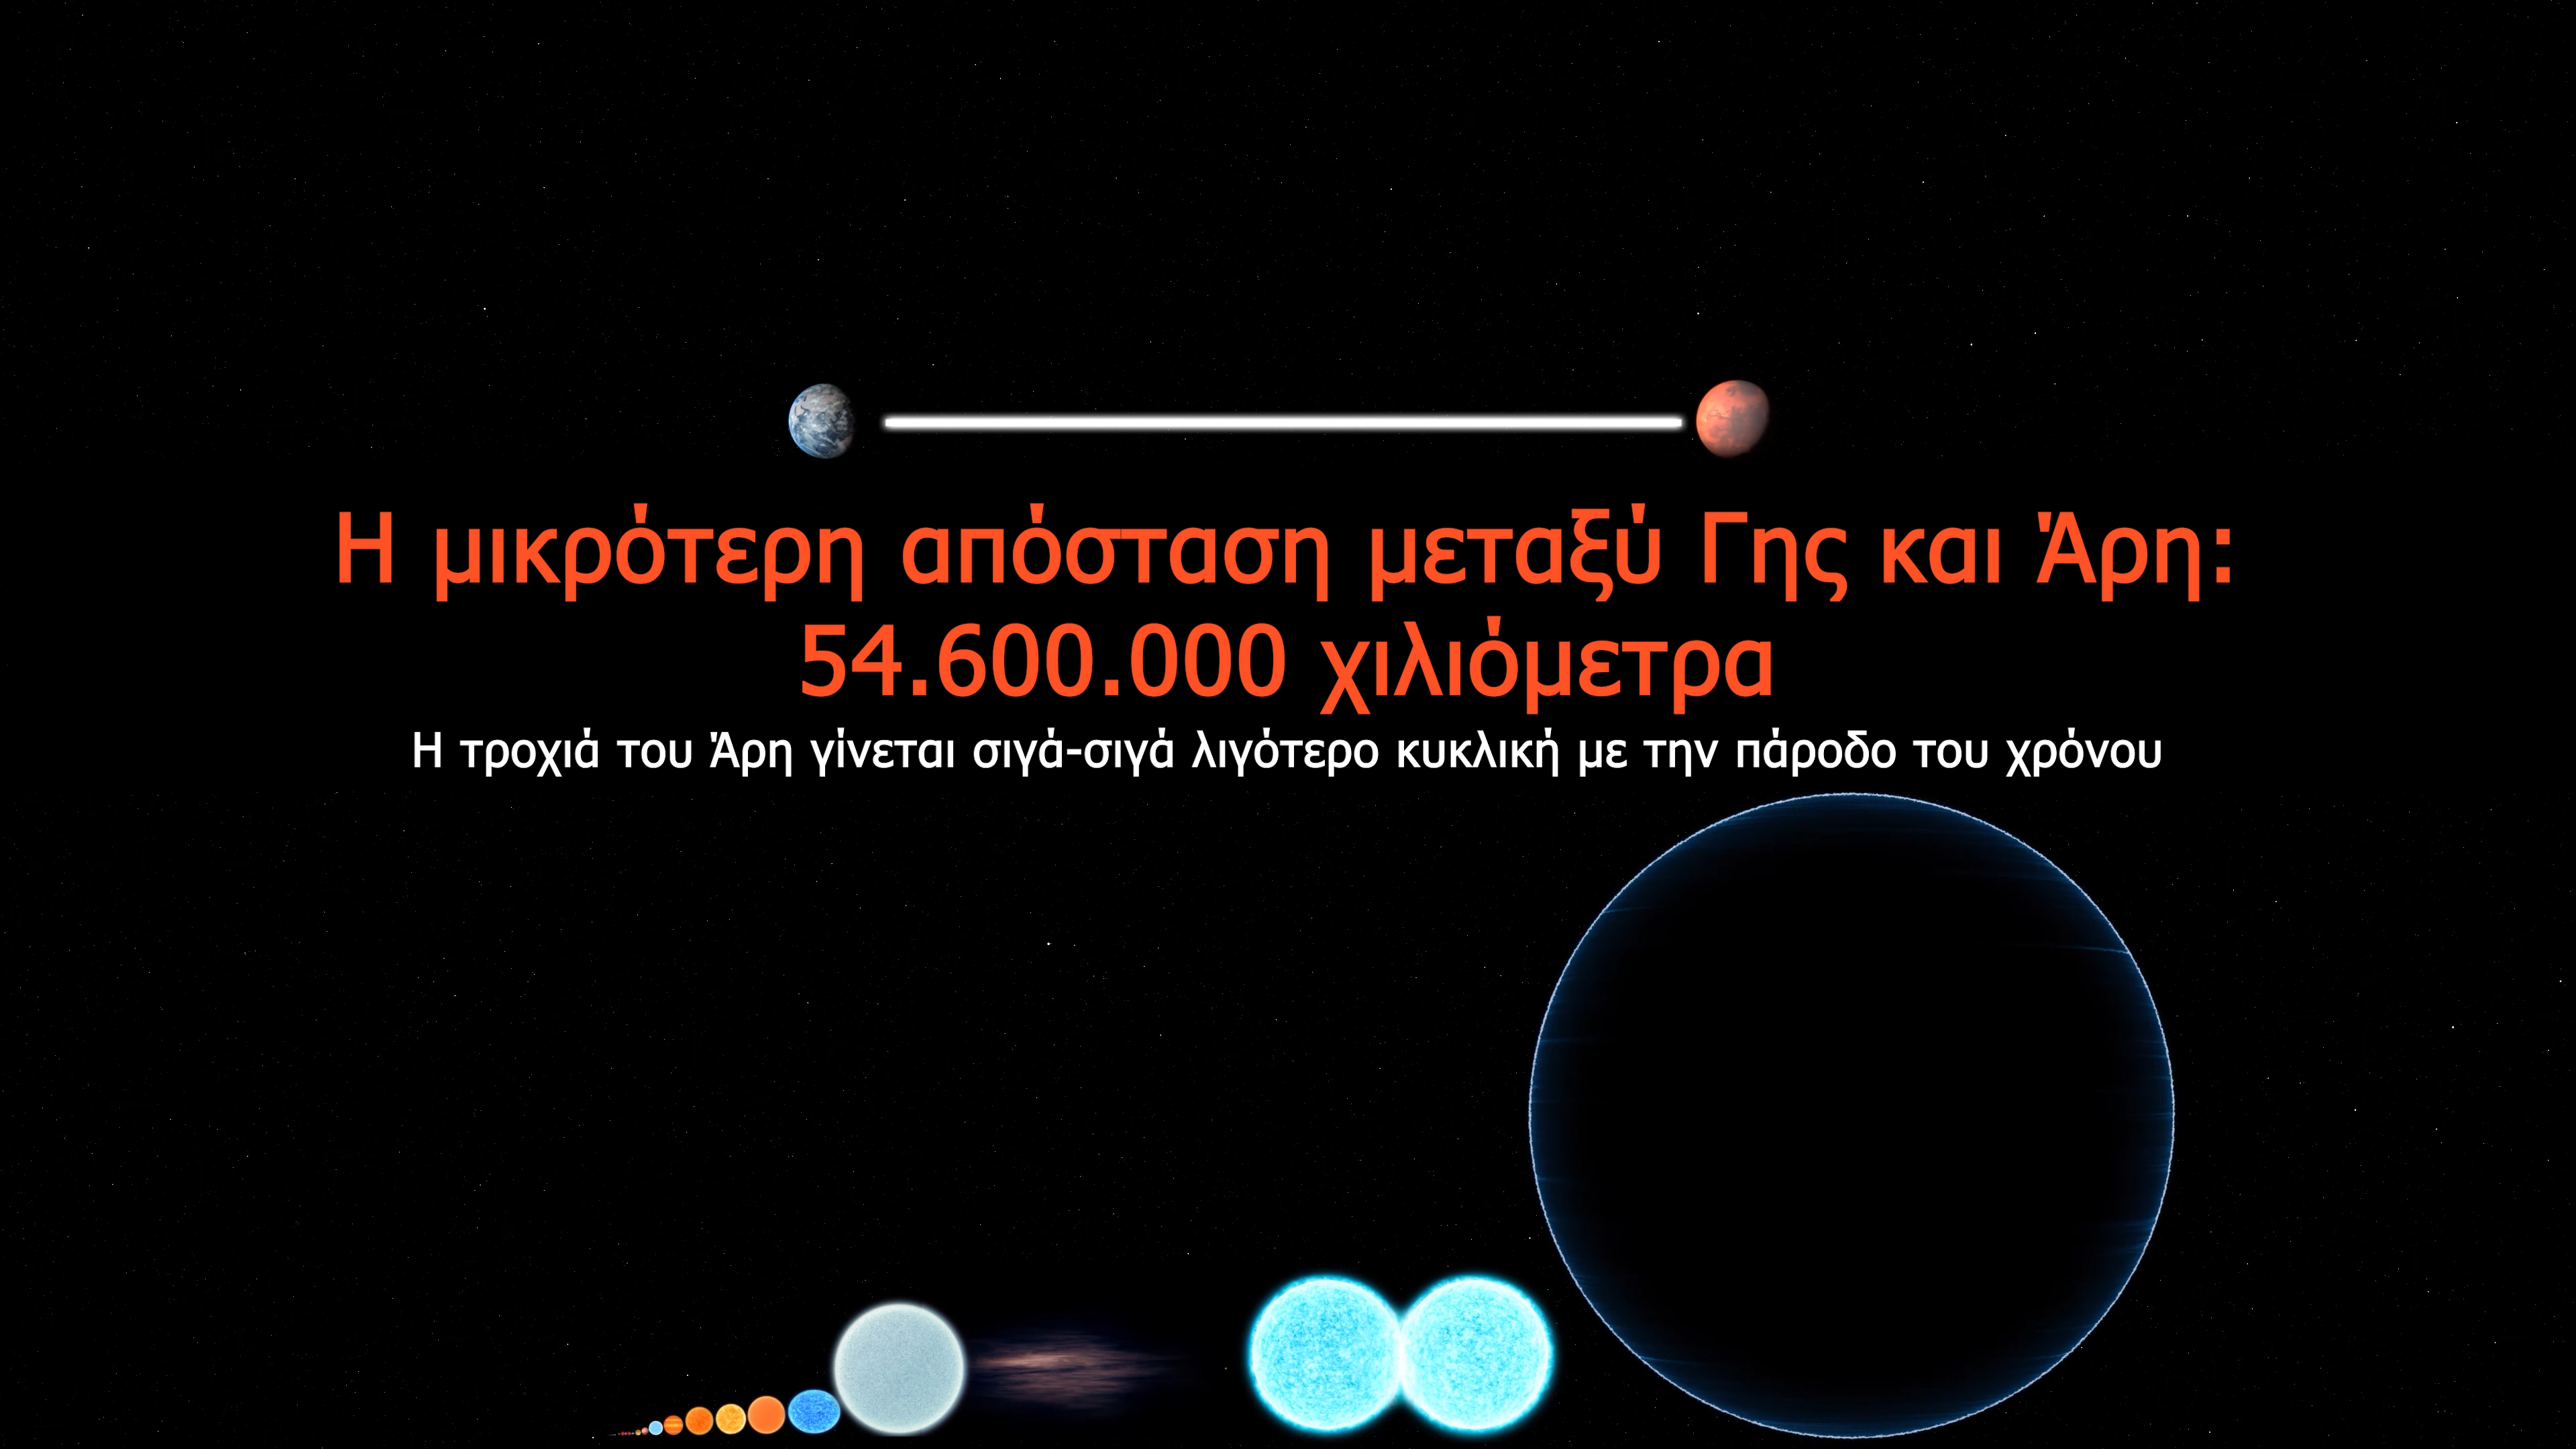 Η μικρότερη απόσταση μεταξύ Γης και Άρη:
54.600.000 χιλιόμετρα
Η τροχιά του Άρη γίνεται σιγά-σιγά λιγότερο κυκλική με την πάροδο του χρόνου